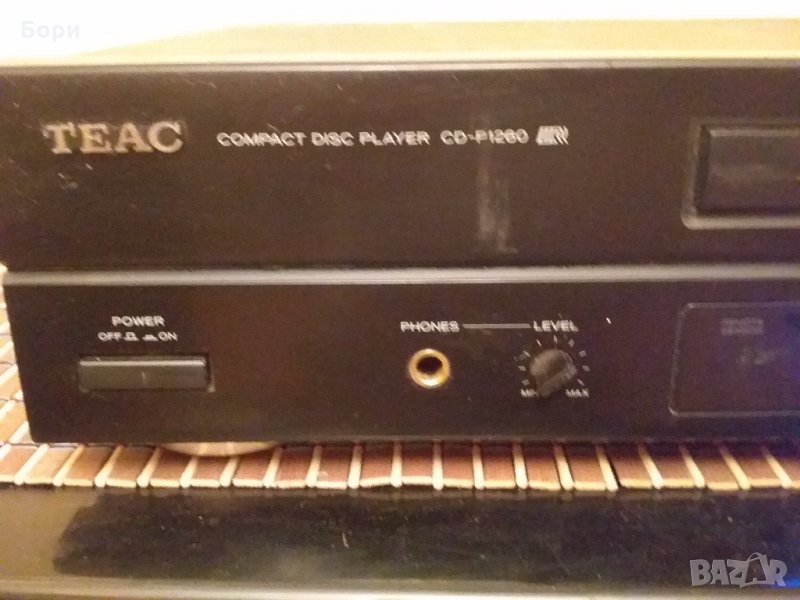 Бори
TEAC
COMPACT DISC PLAYER CD-P1260
POWER
OFF ON
PHONES LEVEL
MIN MAX
BAZAR